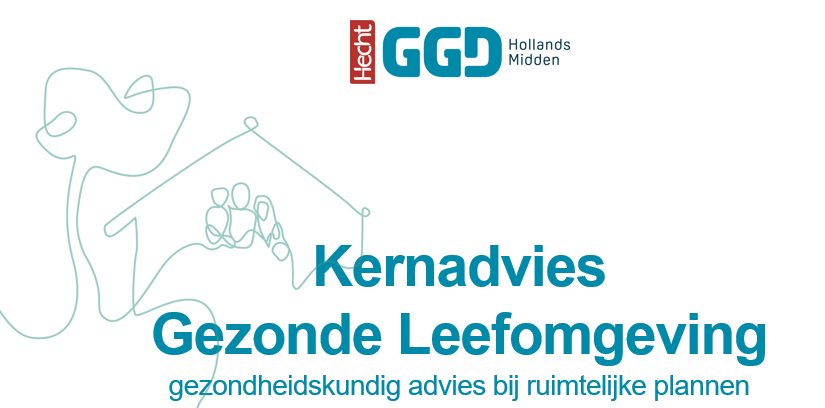 Hecht GGD Hollands
Midden
Kernadvies
Gezonde Leefomgeving
gezondheidskundig advies bij ruimtelijke plannen